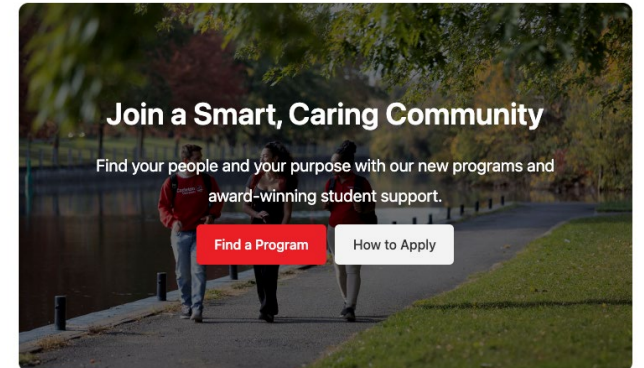 Join a Smart, Caring Community
Find your people and your purpose with our new programs and
award-winning student support.
Find a Program
How to Apply